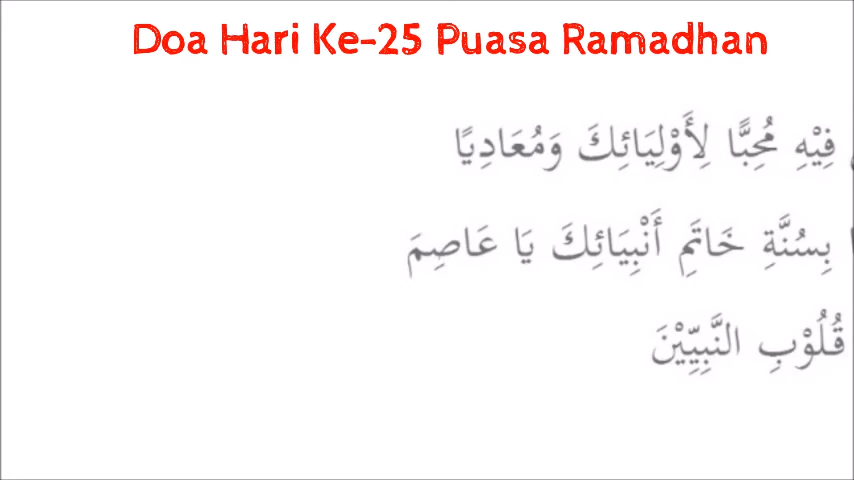 Doa Hari Ke-25 Puasa Ramadhan
فِيْهِ مُحِبًّا لِأَوْلِيَائِكَ وَمُعَادِيًا
بِسُنَّةِ خَاتَمِ أَنْبِيَائِكَ يَا عَاصِمَ
قُلُوْبِ النَّبِيِّيْنَ